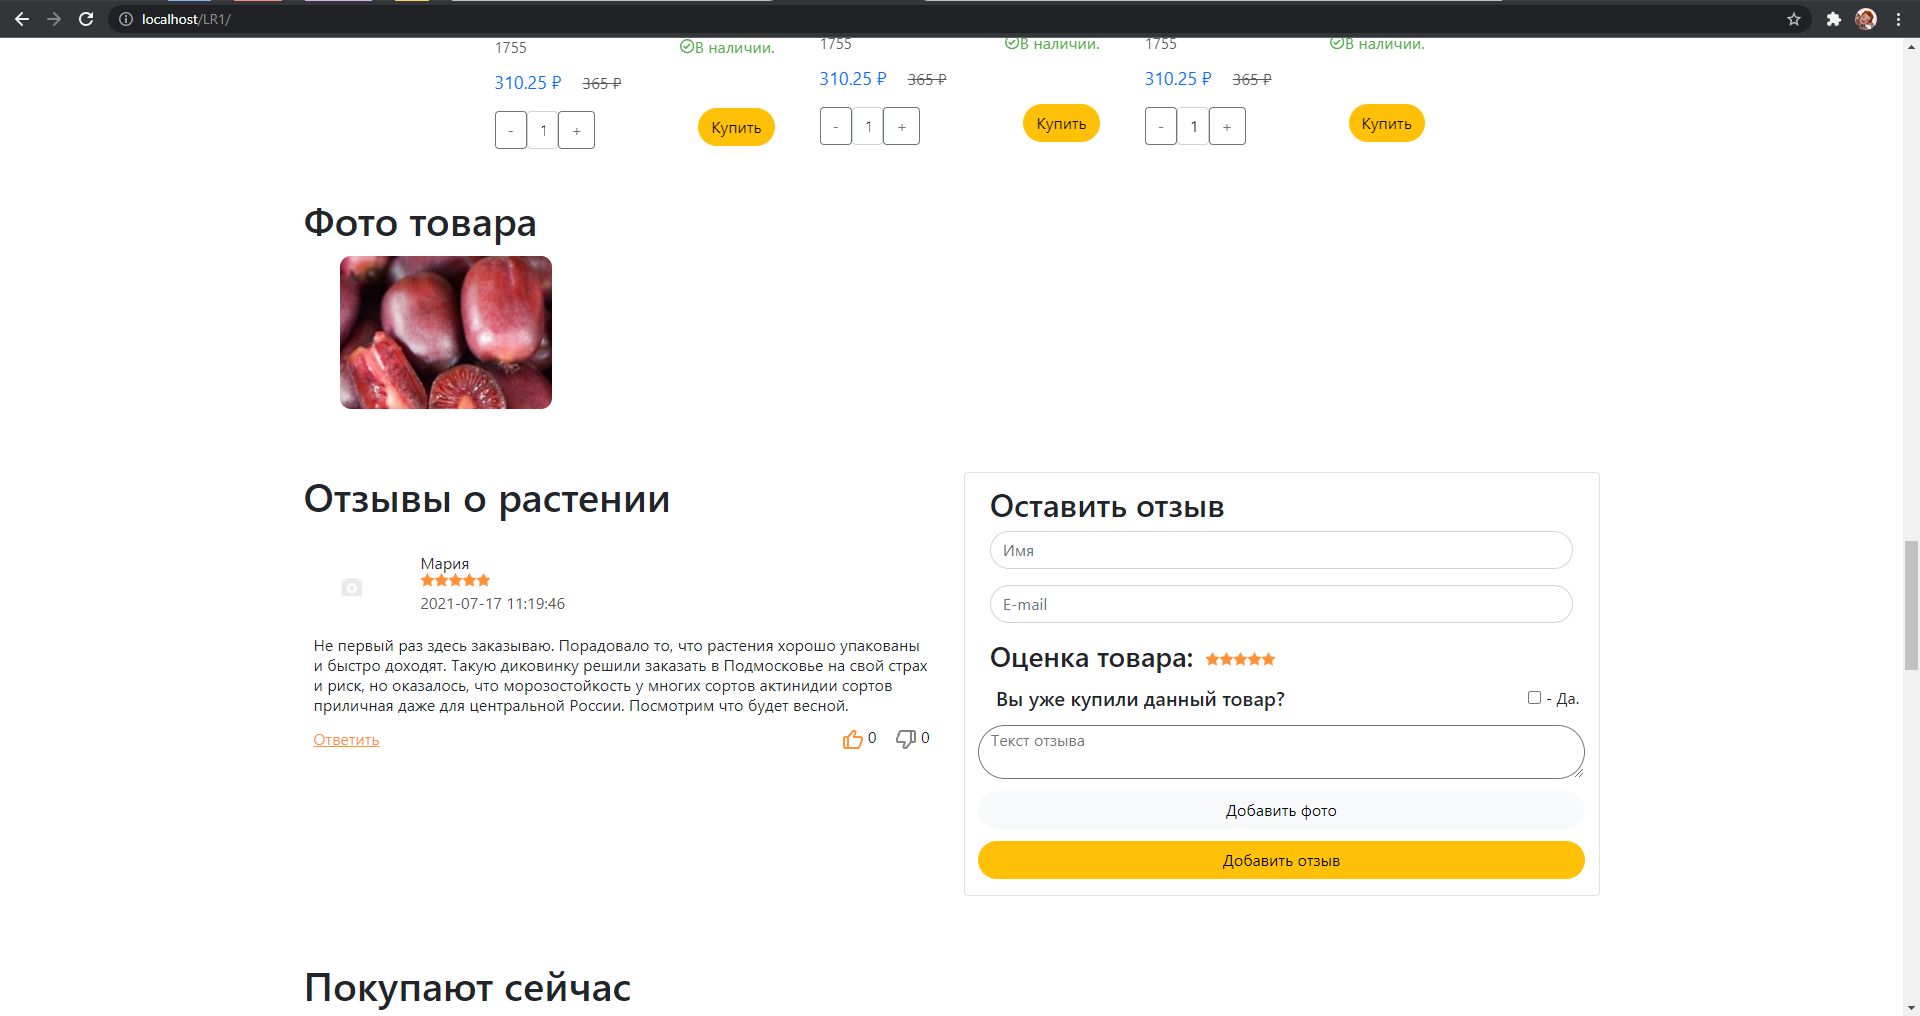 localhost/LR1/
1755 В наличии. 1755 В наличии. 1755 В наличии.
310.25 ₽ 365 ₽ 310.25 ₽ 365 ₽ 310.25 ₽ 365 ₽
- 1 + Купить - 1 + Купить - 1 + Купить
Фото товара
Отзывы о растении
Мария
2021-07-17 11:19:46
Не первый раз здесь заказываю. Порадовало то, что растения хорошо упакованы
и быстро доходят. Такую диковинку решили заказать в Подмосковье на свой страх
и риск, но оказалось, что морозостойкость у многих сортов актинидии сортов
приличная даже для центральной России. Посмотрим что будет весной.
Ответить 0 0
Оставить отзыв
Имя
E-mail
Оценка товара:
Вы уже купили данный товар? - Да.
Текст отзыва
Добавить фото
Добавить отзыв
Покупают сейчас